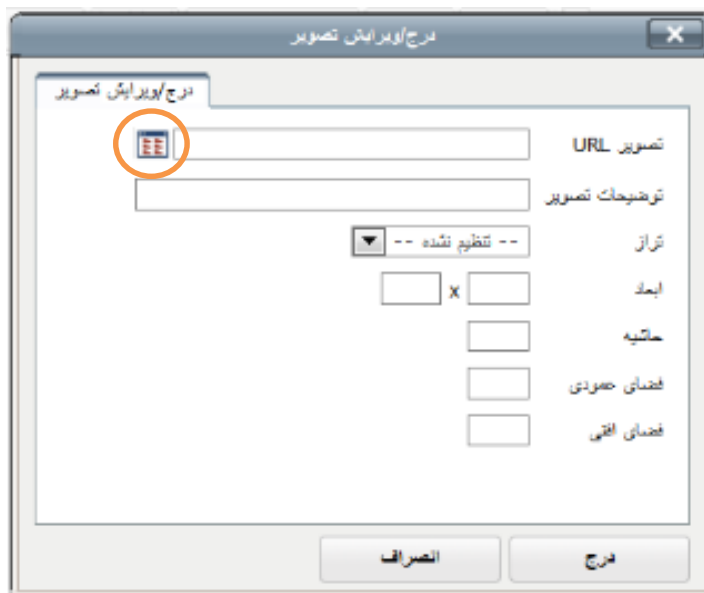 درج/ویرایش تصویر
درج/ویرایش تصویر
تصویر URL
توضیحات تصویر
تراز -- تنظیم نشده --
ابعاد x
حاشیه
فضای عمودی
فضای افقی
درج انصراف